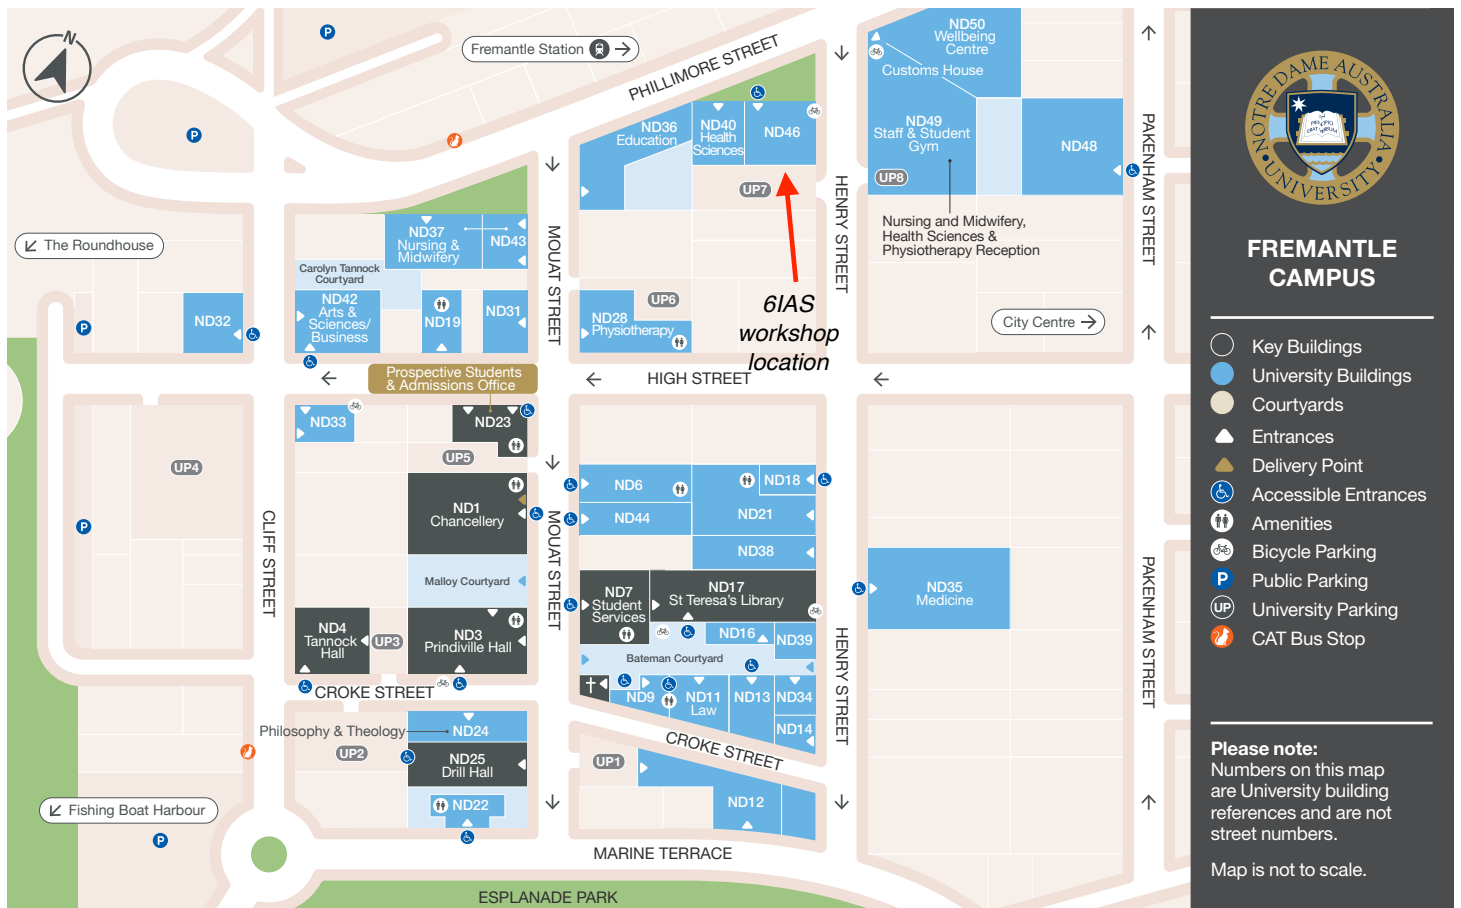 N
P
Fremantle Station →
PHILLIMORE STREET
P
ND50
Wellbeing
Centre
Customs House
ND36
Education
ND40
Health
Sciences
ND46
ND49
Staff & Student
Gym
UP8
ND48
UP7
PAKENHAM STREET
HENRY STREET
Nursing and Midwifery,
Health Sciences &
Physiotherapy Reception
The Roundhouse
ND37
Nursing &
Midwifery
ND43
MOUAT STREET
Carolyn Tannock
Courtyard
ND42
Arts &
Sciences/
Business
ND19
ND31
ND32
P
ND28
Physiotherapy
UP6
6IAS
workshop
location
City Centre →
Prospective Students
& Admissions Office
HIGH STREET
ND33
ND23
UP5
UP4
P
CLIFF STREET
ND1
Chancellery
MOUAT STREET
Malloy Courtyard
ND6
ND18
ND44
ND21
ND38
ND7
Student
Services
ND17
St Teresa's Library
ND35
Medicine
PAKENHAM STREET
ND4
Tannock
Hall
UP3
ND3
Prindiville Hall
ND16
ND39
Bateman Courtyard
HENRY STREET
CROKE STREET
ND9
ND11
Law
ND13
ND34
ND14
Philosophy & Theology
ND24
UP2
ND25
Drill Hall
CROKE STREET
UP1
ND22
ND12
Fishing Boat Harbour
P
MARINE TERRACE
ESPLANADE PARK
NOTRE DAME AUSTRALIA
• UNIVERSITY •
FREMANTLE
CAMPUS
Key Buildings
University Buildings
Courtyards
Entrances
Delivery Point
Accessible Entrances
Amenities
Bicycle Parking
P Public Parking
UP University Parking
CAT Bus Stop
Please note:
Numbers on this map
are University building
references and are not
street numbers.
Map is not to scale.